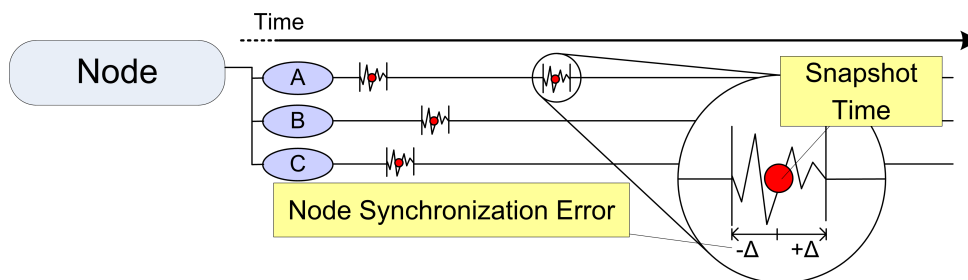 Time
Node
A
B
C
Snapshot
Time
Node Synchronization Error
-Δ
+Δ